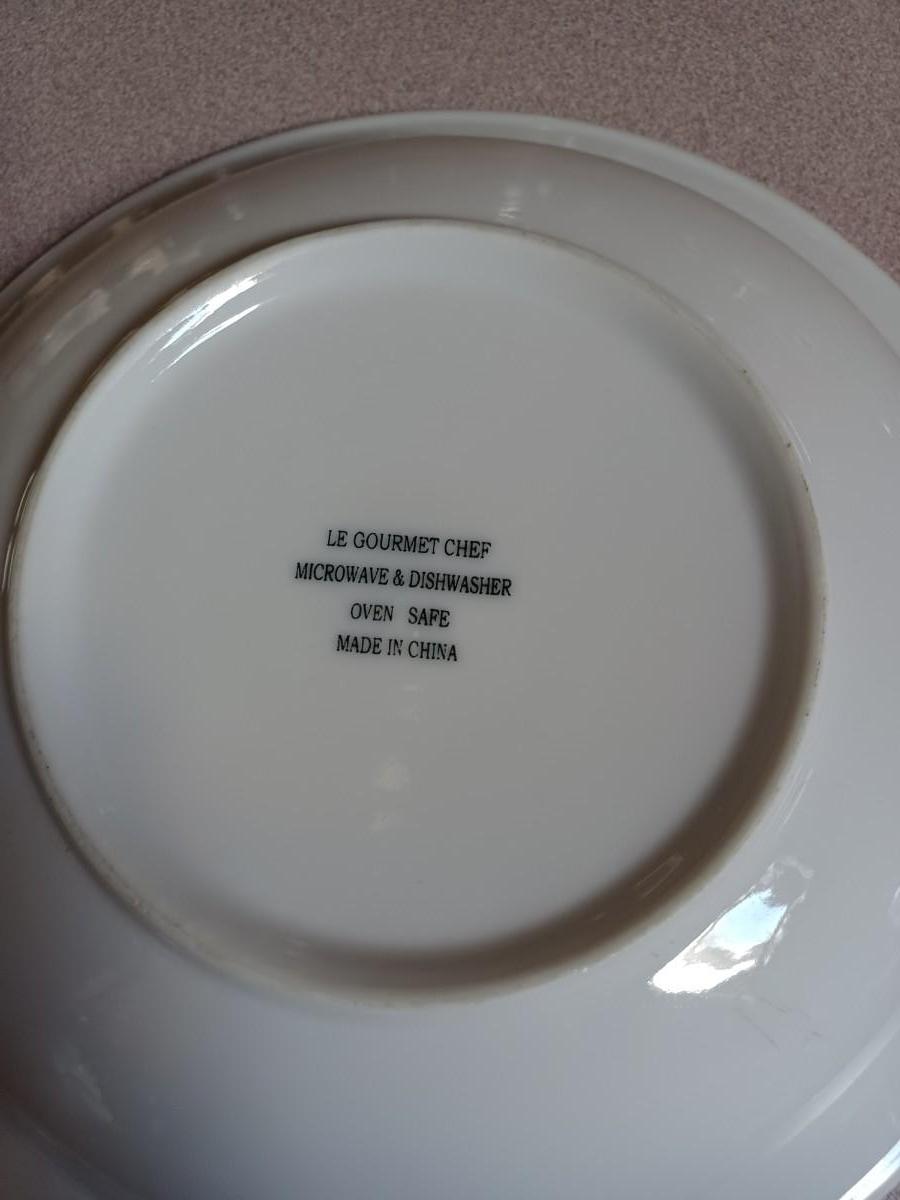 LE GOURMET CHEF
MICROWAVE & DISHWASHER
OVEN SAFE
MADE IN CHINA